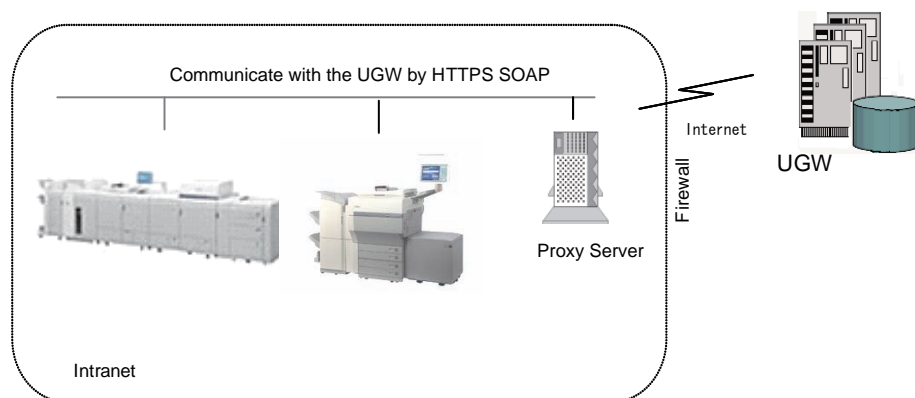 Communicate with the UGW by HTTPS SOAP
Internet
UGW
Firewall
Proxy Server
Intranet